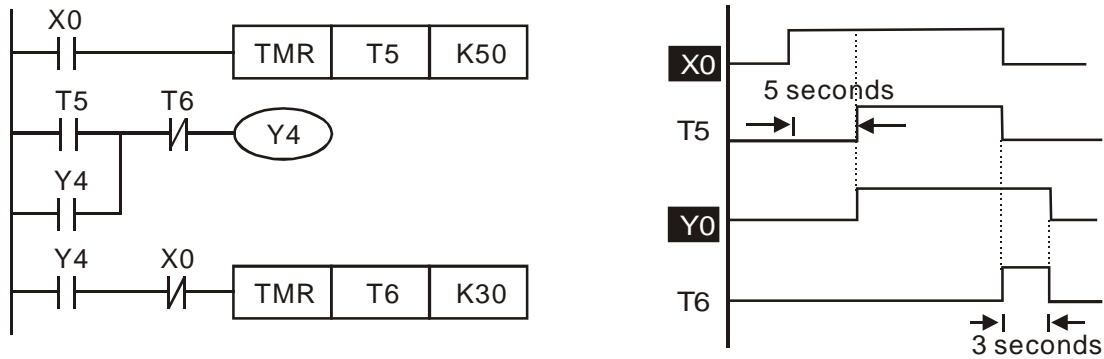 X0
TMR T5 K50
T5 T6
Y4
Y4
Y4 X0
TMR T6 K30
X0
5 seconds
T5
Y0
T6
3 seconds